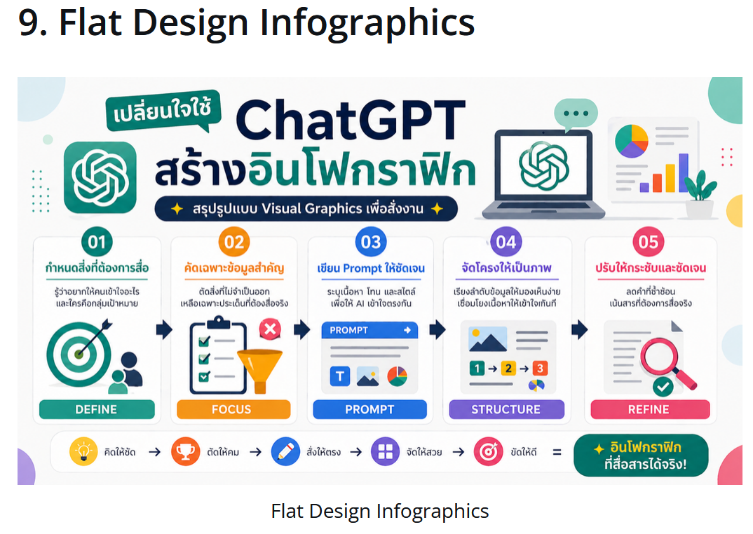 9. Flat Design Infographics
เปลี่ยนใจใช้
ChatGPT
สร้างอินโฟกราฟิก
สรุปรูปแบบ Visual Graphics เพื่อสั่งงาน
01
กำหนดสิ่งที่ต้องการสื่อ
รู้ว่าอยากให้คนเข้าใจอะไร
และใครคือกลุ่มเป้าหมาย
DEFINE
02
คัดเฉพาะข้อมูลสำคัญ
ตัดสิ่งที่ไม่จำเป็นออก
เหลือเฉพาะประเด็นที่ต้องสื่อจริง
FOCUS
03
เขียน Prompt ให้ชัดเจน
ระบุเนื้อหา โทน และสไตล์
เพื่อให้ AI เข้าใจตรงกัน
PROMPT
T
PROMPT
04
จัดโครงให้เป็นภาพ
เรียงลำดับข้อมูลให้มองเห็นง่าย
เชื่อมโยงเนื้อหาให้เข้าใจทันที
1 2 3
STRUCTURE
05
ปรับให้กระชับและชัดเจน
ลดคำที่ซ้ำซ้อน
เน้นสารที่ต้องการสื่อจริง
REFINE
คิดให้ชัด → ตัดให้คม → สั่งให้ตรง → จัดให้สวย → ขัดให้ดี =
อินโฟกราฟิก
ที่สื่อสารได้จริง!
Flat Design Infographics